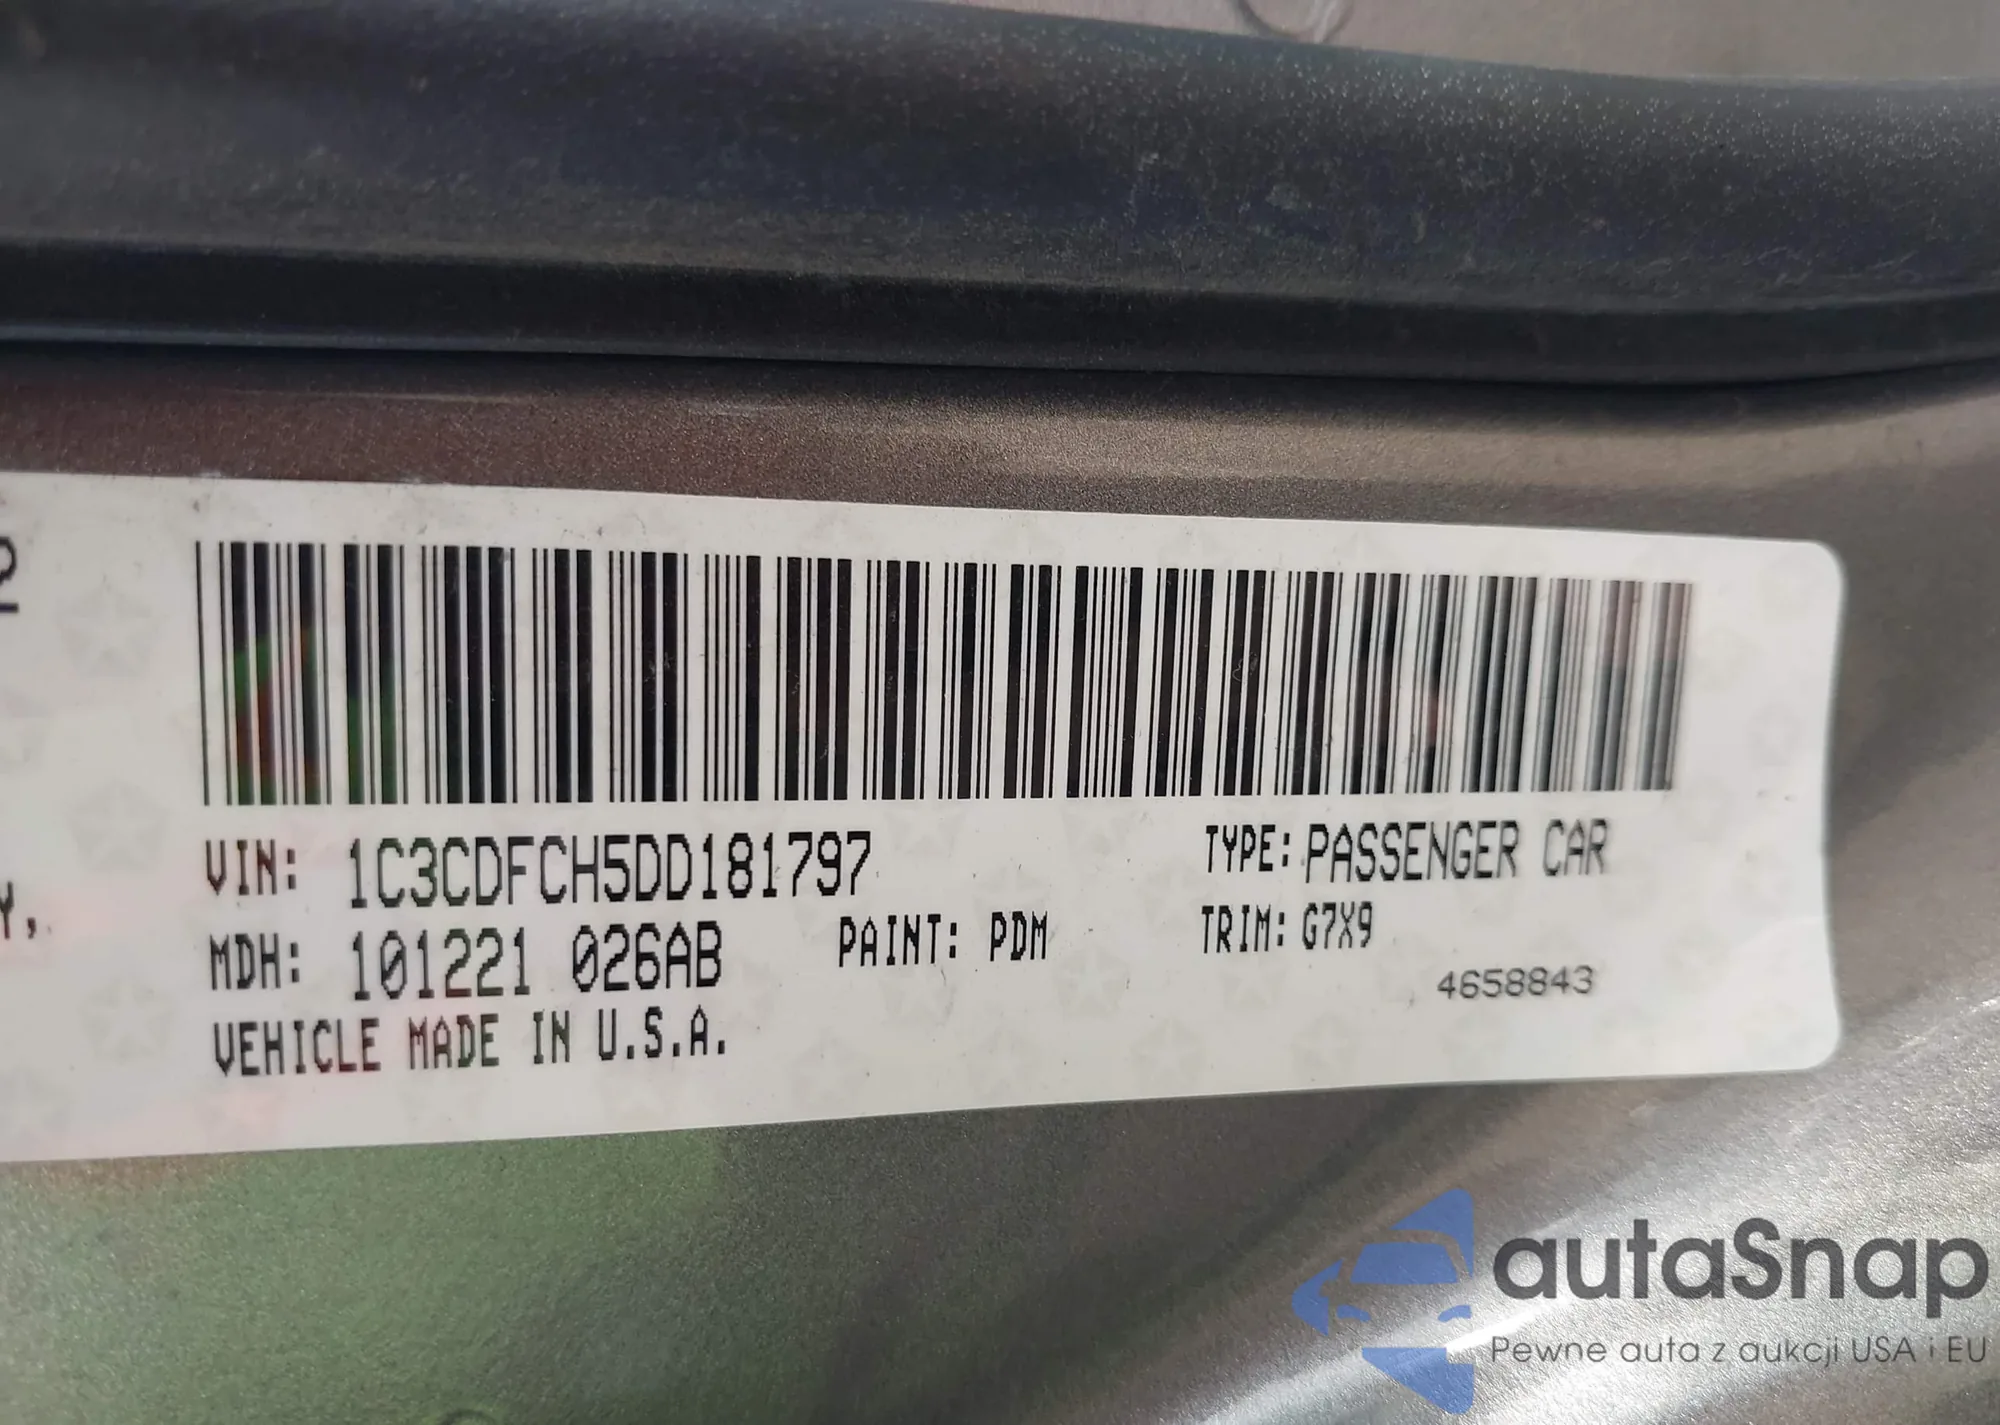 Y,
VIN: 1C3CDFCH5DD181797
TYPE: PASSENGER CAR
MDH: 101221 026AB
PAINT: PDM
TRIM: G7X9
4658843
VEHICLE MADE IN U.S.A.
autaSnap
Pewne auta z aukcji USA i EU